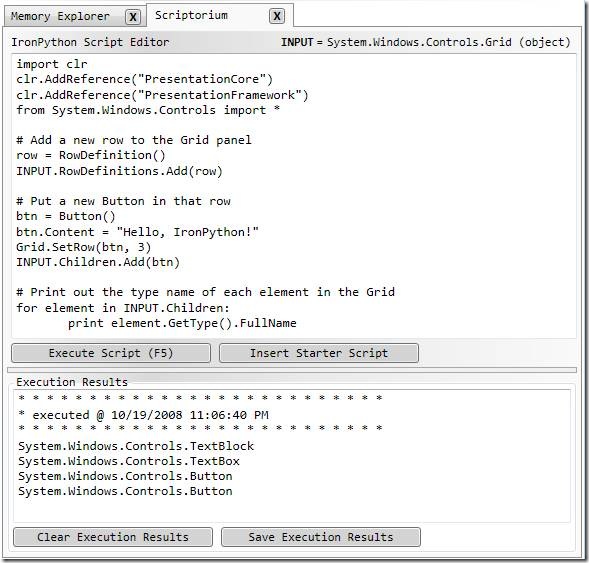 Memory Explorer X Scriptorium X
IronPython Script Editor INPUT = System.Windows.Controls.Grid (object)
import clr
clr.AddReference("PresentationCore")
clr.AddReference("PresentationFramework")
from System.Windows.Controls import *
# Add a new row to the Grid panel
row = RowDefinition()
INPUT.RowDefinitions.Add(row)
# Put a new Button in that row
btn = Button()
btn.Content = "Hello, IronPython!"
Grid.SetRow(btn, 3)
INPUT.Children.Add(btn)
# Print out the type name of each element in the Grid
for element in INPUT.Children:
print element.GetType().FullName
Execute Script (F5) Insert Starter Script
Execution Results
* * * * * * * * * * * * * * * * * * * * * * * * * *
* executed @ 10/19/2008 11:06:40 PM
* * * * * * * * * * * * * * * * * * * * * * * * * *
System.Windows.Controls.TextBlock
System.Windows.Controls.TextBox
System.Windows.Controls.Button
System.Windows.Controls.Button
Clear Execution Results Save Execution Results